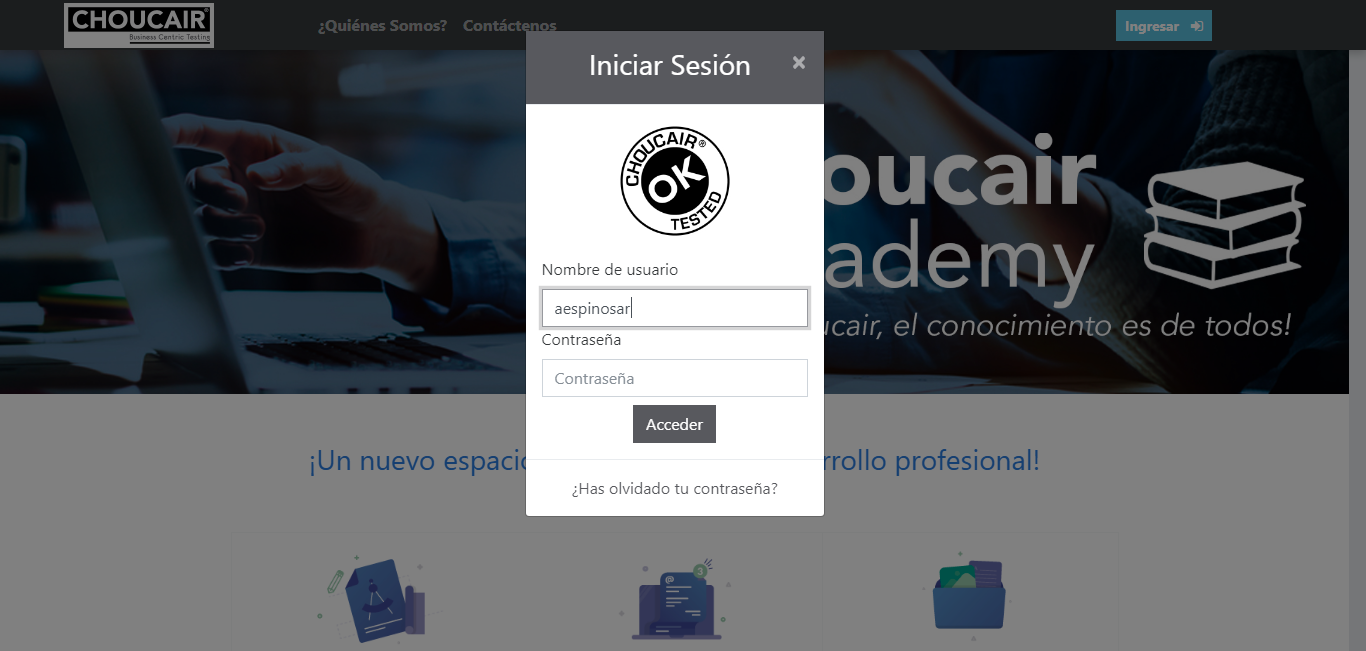 CHOUCAIR®
Business Centric Testing
¿Quiénes Somos?
Contáctenos
Ingresar
Iniciar Sesión
×
CHOUCAIR®
OK
TESTED
Nombre de usuario
aespinosar
Contraseña
Contraseña
Acceder
¿Has olvidado tu contraseña?
oucair
ademy
ucair, el conocimiento es de todos!
¡Un nuevo espacio
rrollo profesional!
3